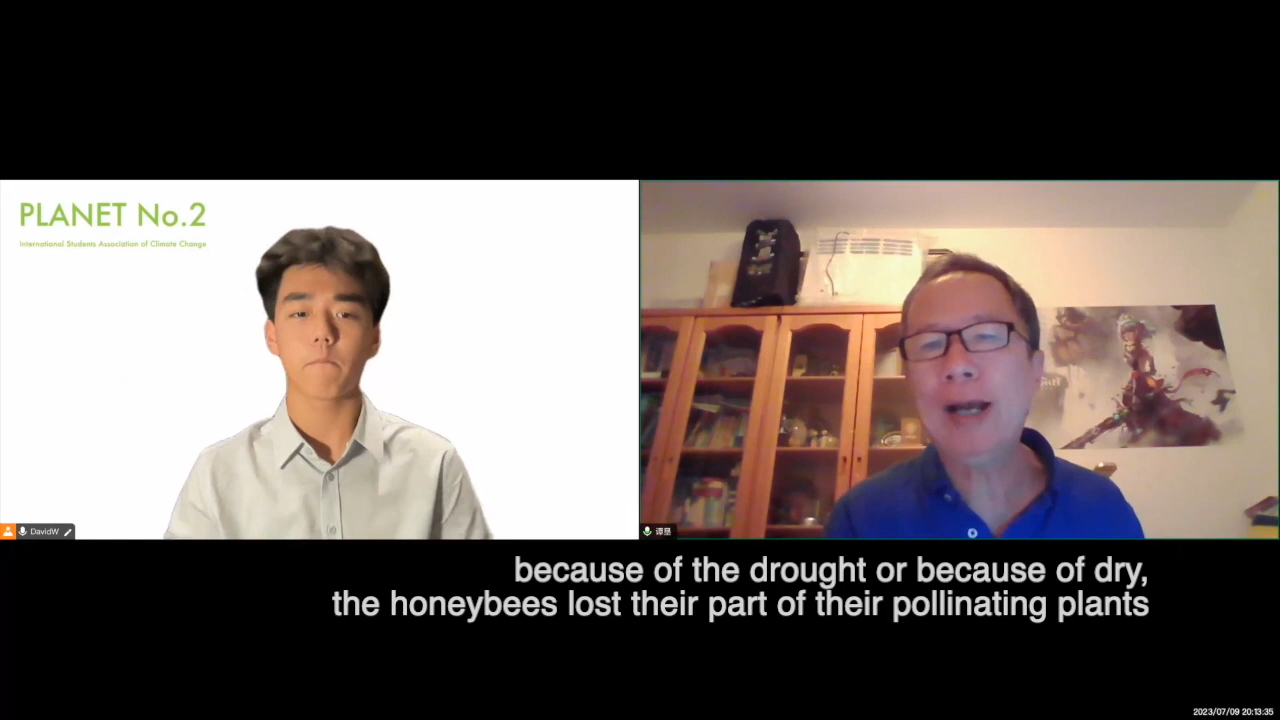 PLANET No.2
International Students Association of Climate Change
DavidW
谭垦
because of the drought or because of dry,
the honeybees lost their part of their pollinating plants
2023/07/09 20:13:35